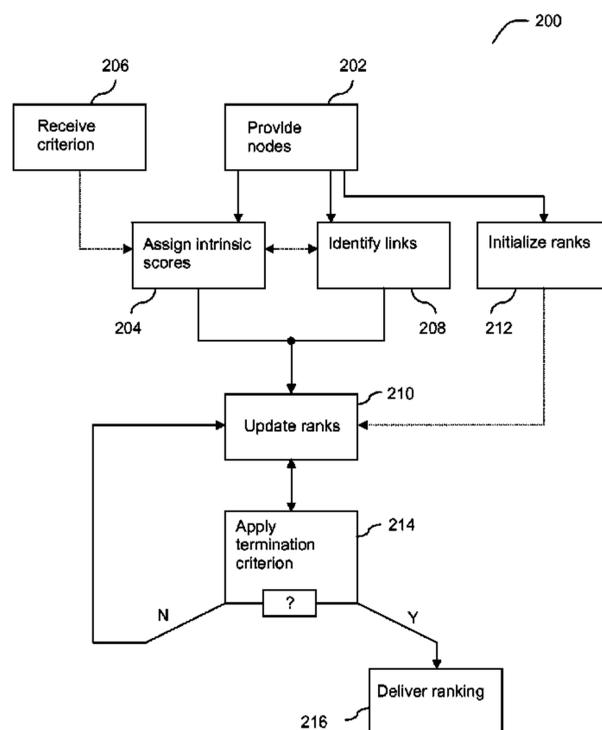 200
206
202
Receive
criterion
Provide
nodes
Assign intrinsic
scores
Identify links
Initialize ranks
204
208
212
210
Update ranks
Apply
termination
criterion
214
?
N
Y
Deliver ranking
216